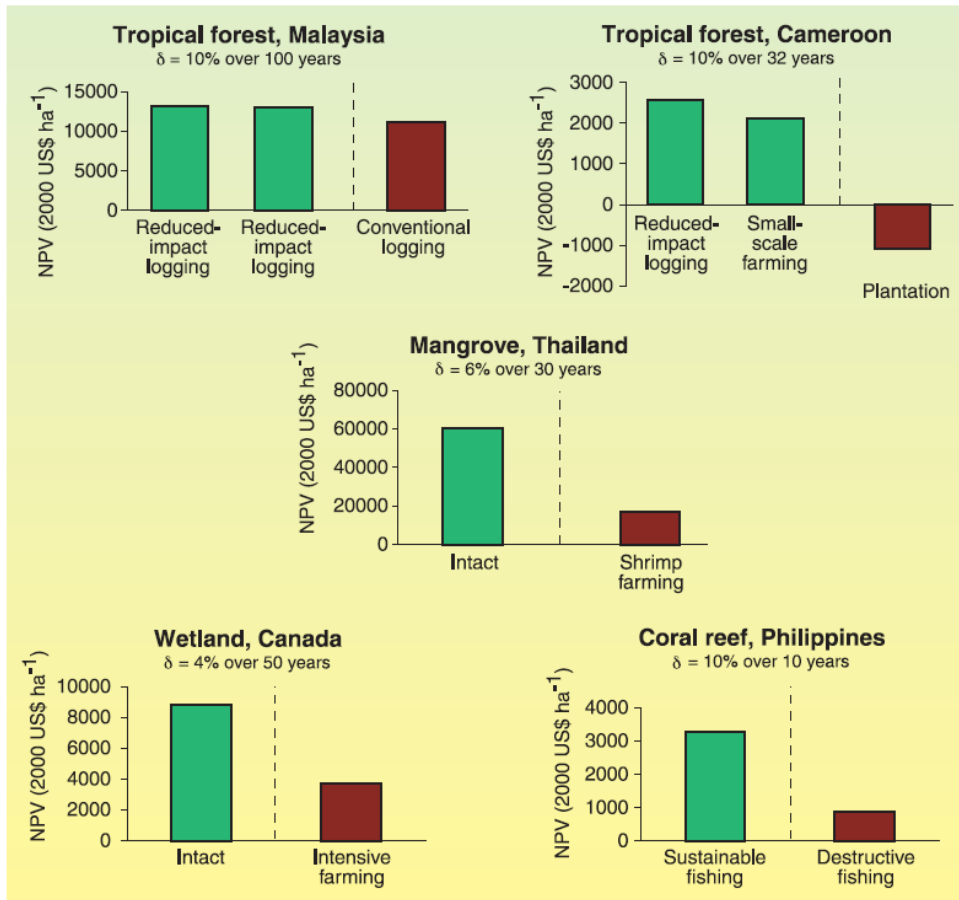 Tropical forest, Malaysia
δ = 10% over 100 years
NPV (2000 US$ ha⁻¹)
15000
10000
5000
0
Reduced-
impact
logging
Reduced-
impact
logging
Conventional
logging
Tropical forest, Cameroon
δ = 10% over 32 years
NPV (2000 US$ ha⁻¹)
3000
2000
1000
0
-1000
-2000
Reduced-
impact
logging
Small-
scale
farming
Plantation
Mangrove, Thailand
δ = 6% over 30 years
NPV (2000 US$ ha⁻¹)
80000
60000
40000
20000
0
Intact
Shrimp
farming
Wetland, Canada
δ = 4% over 50 years
NPV (2000 US$ ha⁻¹)
10000
8000
6000
4000
2000
0
Intact
Intensive
farming
Coral reef, Philippines
δ = 10% over 10 years
NPV (2000 US$ ha⁻¹)
4000
3000
2000
1000
0
Sustainable
fishing
Destructive
fishing